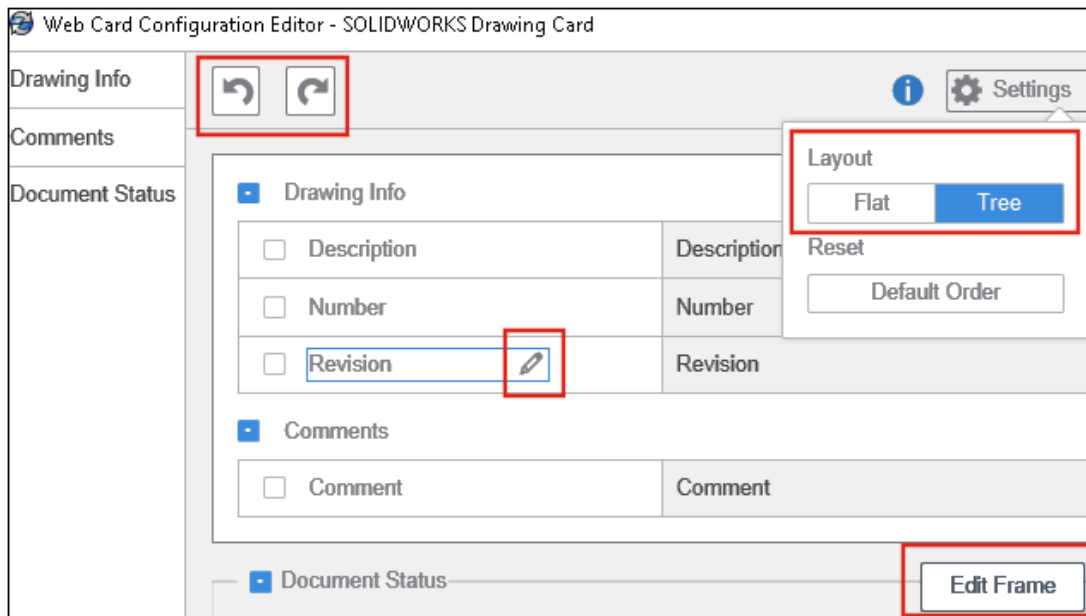 Web Card Configuration Editor - SOLIDWORKS Drawing Card
Drawing Info
Comments
Document Status
Settings
Layout
Flat Tree
Reset
Default Order
Drawing Info
Description Description
Number Number
Revision Revision
Comments
Comment Comment
Document Status
Edit Frame